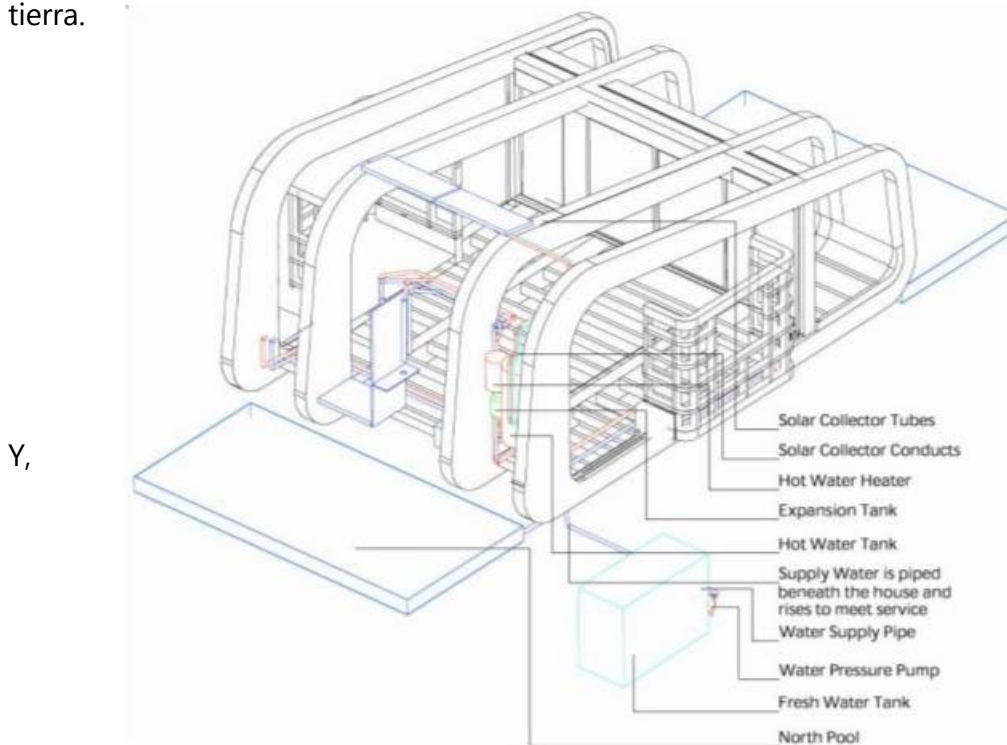 tierra.
Solar Collector Tubes
Solar Collector Conducts
Y,
Hot Water Heater
Expansion Tank
Hot Water Tank
Supply Water is piped
beneath the house and
rises to meet service
Water Supply Pipe
Water Pressure Pump
Fresh Water Tank
North Pool